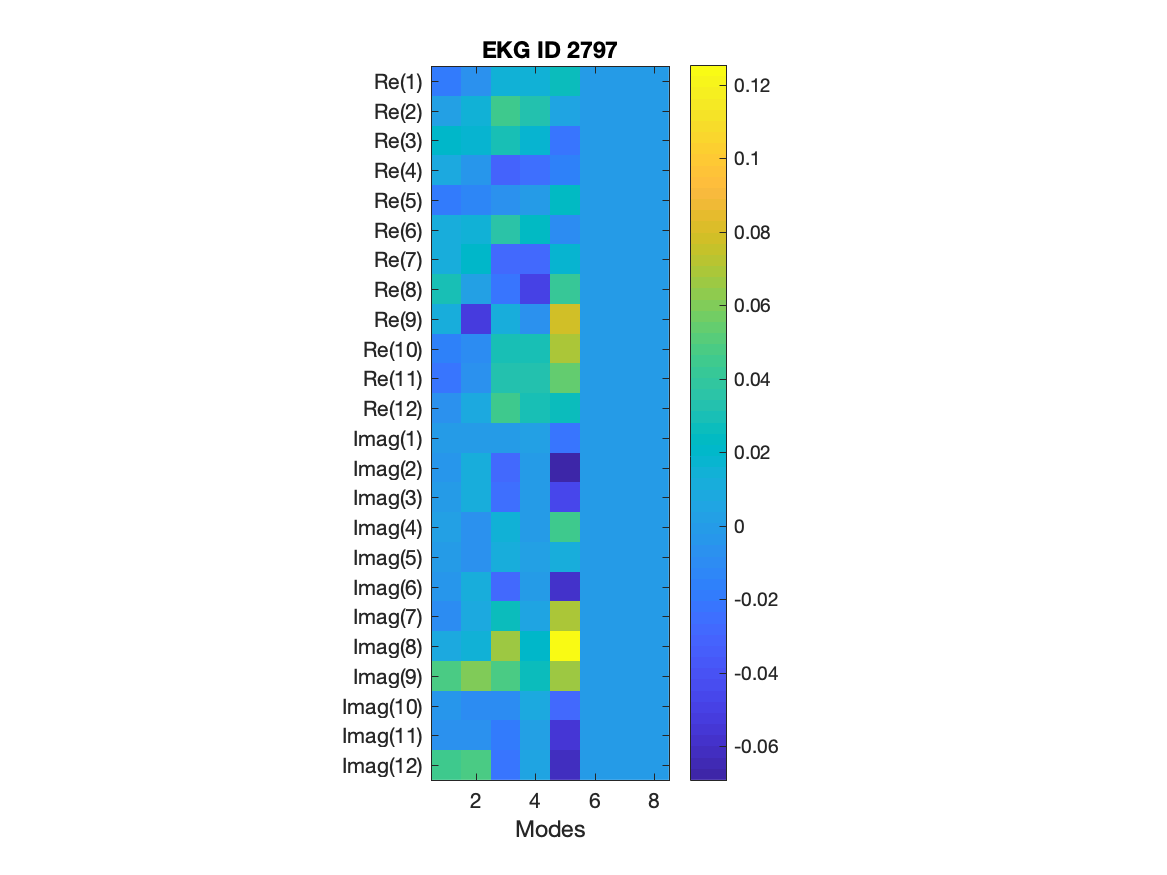 EKG ID 2797
Re(1)
Re(2)
Re(3)
Re(4)
Re(5)
Re(6)
Re(7)
Re(8)
Re(9)
Re(10)
Re(11)
Re(12)
Imag(1)
Imag(2)
Imag(3)
Imag(4)
Imag(5)
Imag(6)
Imag(7)
Imag(8)
Imag(9)
Imag(10)
Imag(11)
Imag(12)
2 4 6 8
Modes
0.12
0.1
0.08
0.06
0.04
0.02
0
-0.02
-0.04
-0.06